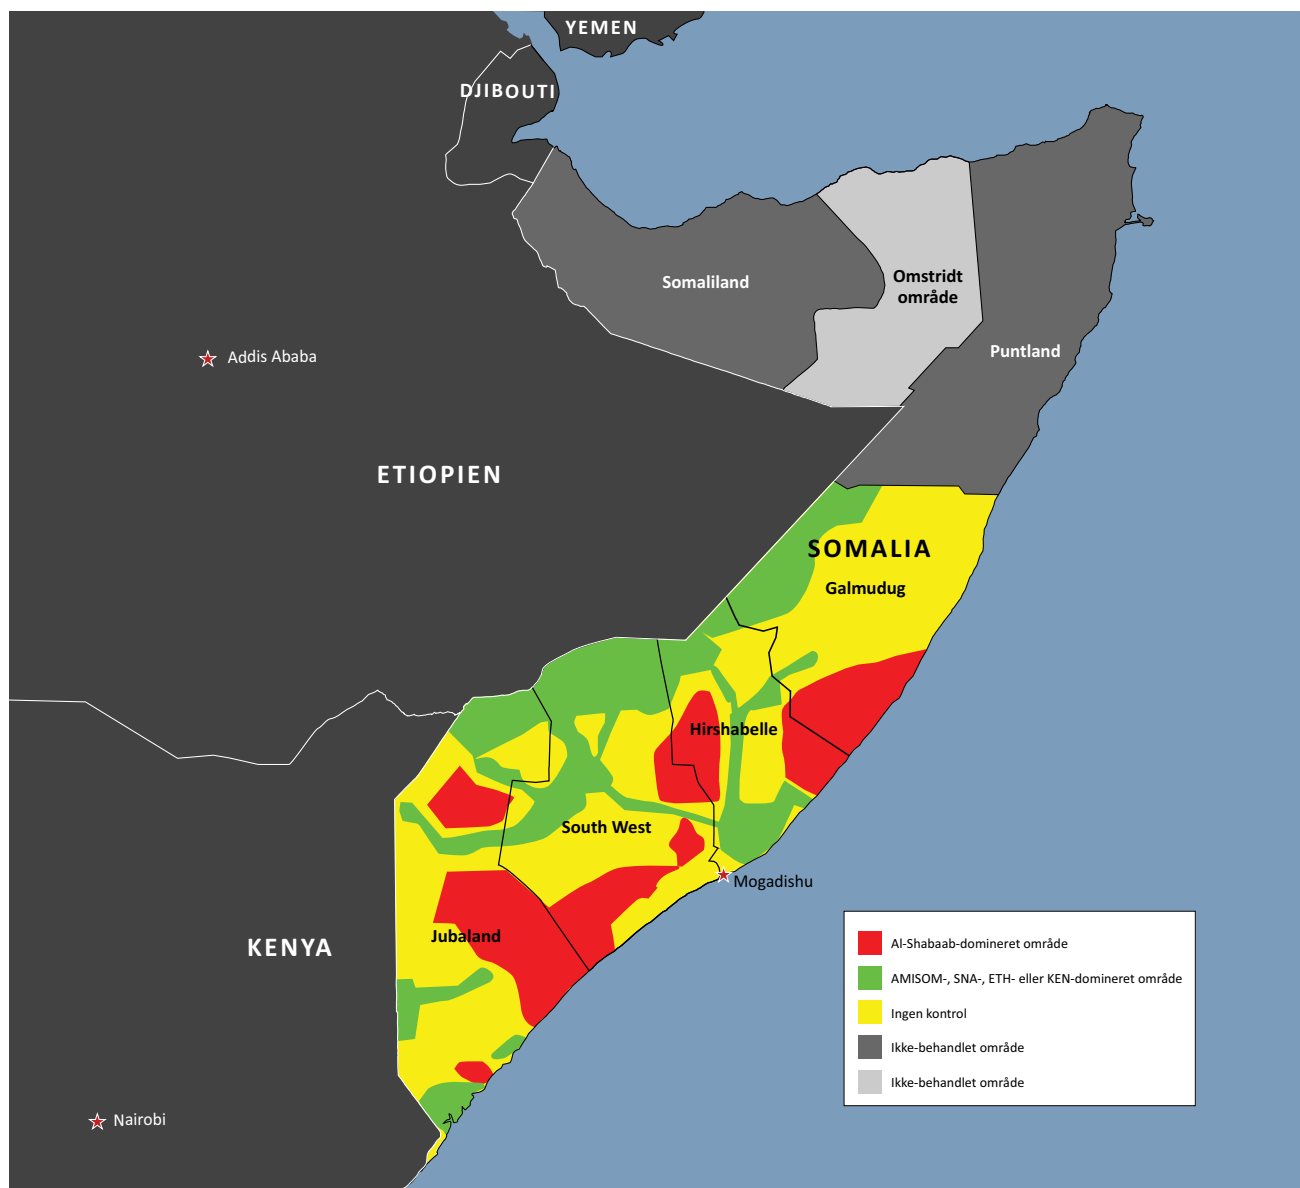 YEMEN
DJIBOUTI
Somaliland
Omstridt
område
Puntland
Addis Ababa
ETIOPIEN
SOMALIA
Galmudug
Hirshabelle
South West
Mogadishu
Jubaland
KENYA
Nairobi
Al-Shabaab-domineret område
AMISOM-, SNA-, ETH- eller KEN-domineret område
Ingen kontrol
Ikke-behandlet område
Ikke-behandlet område